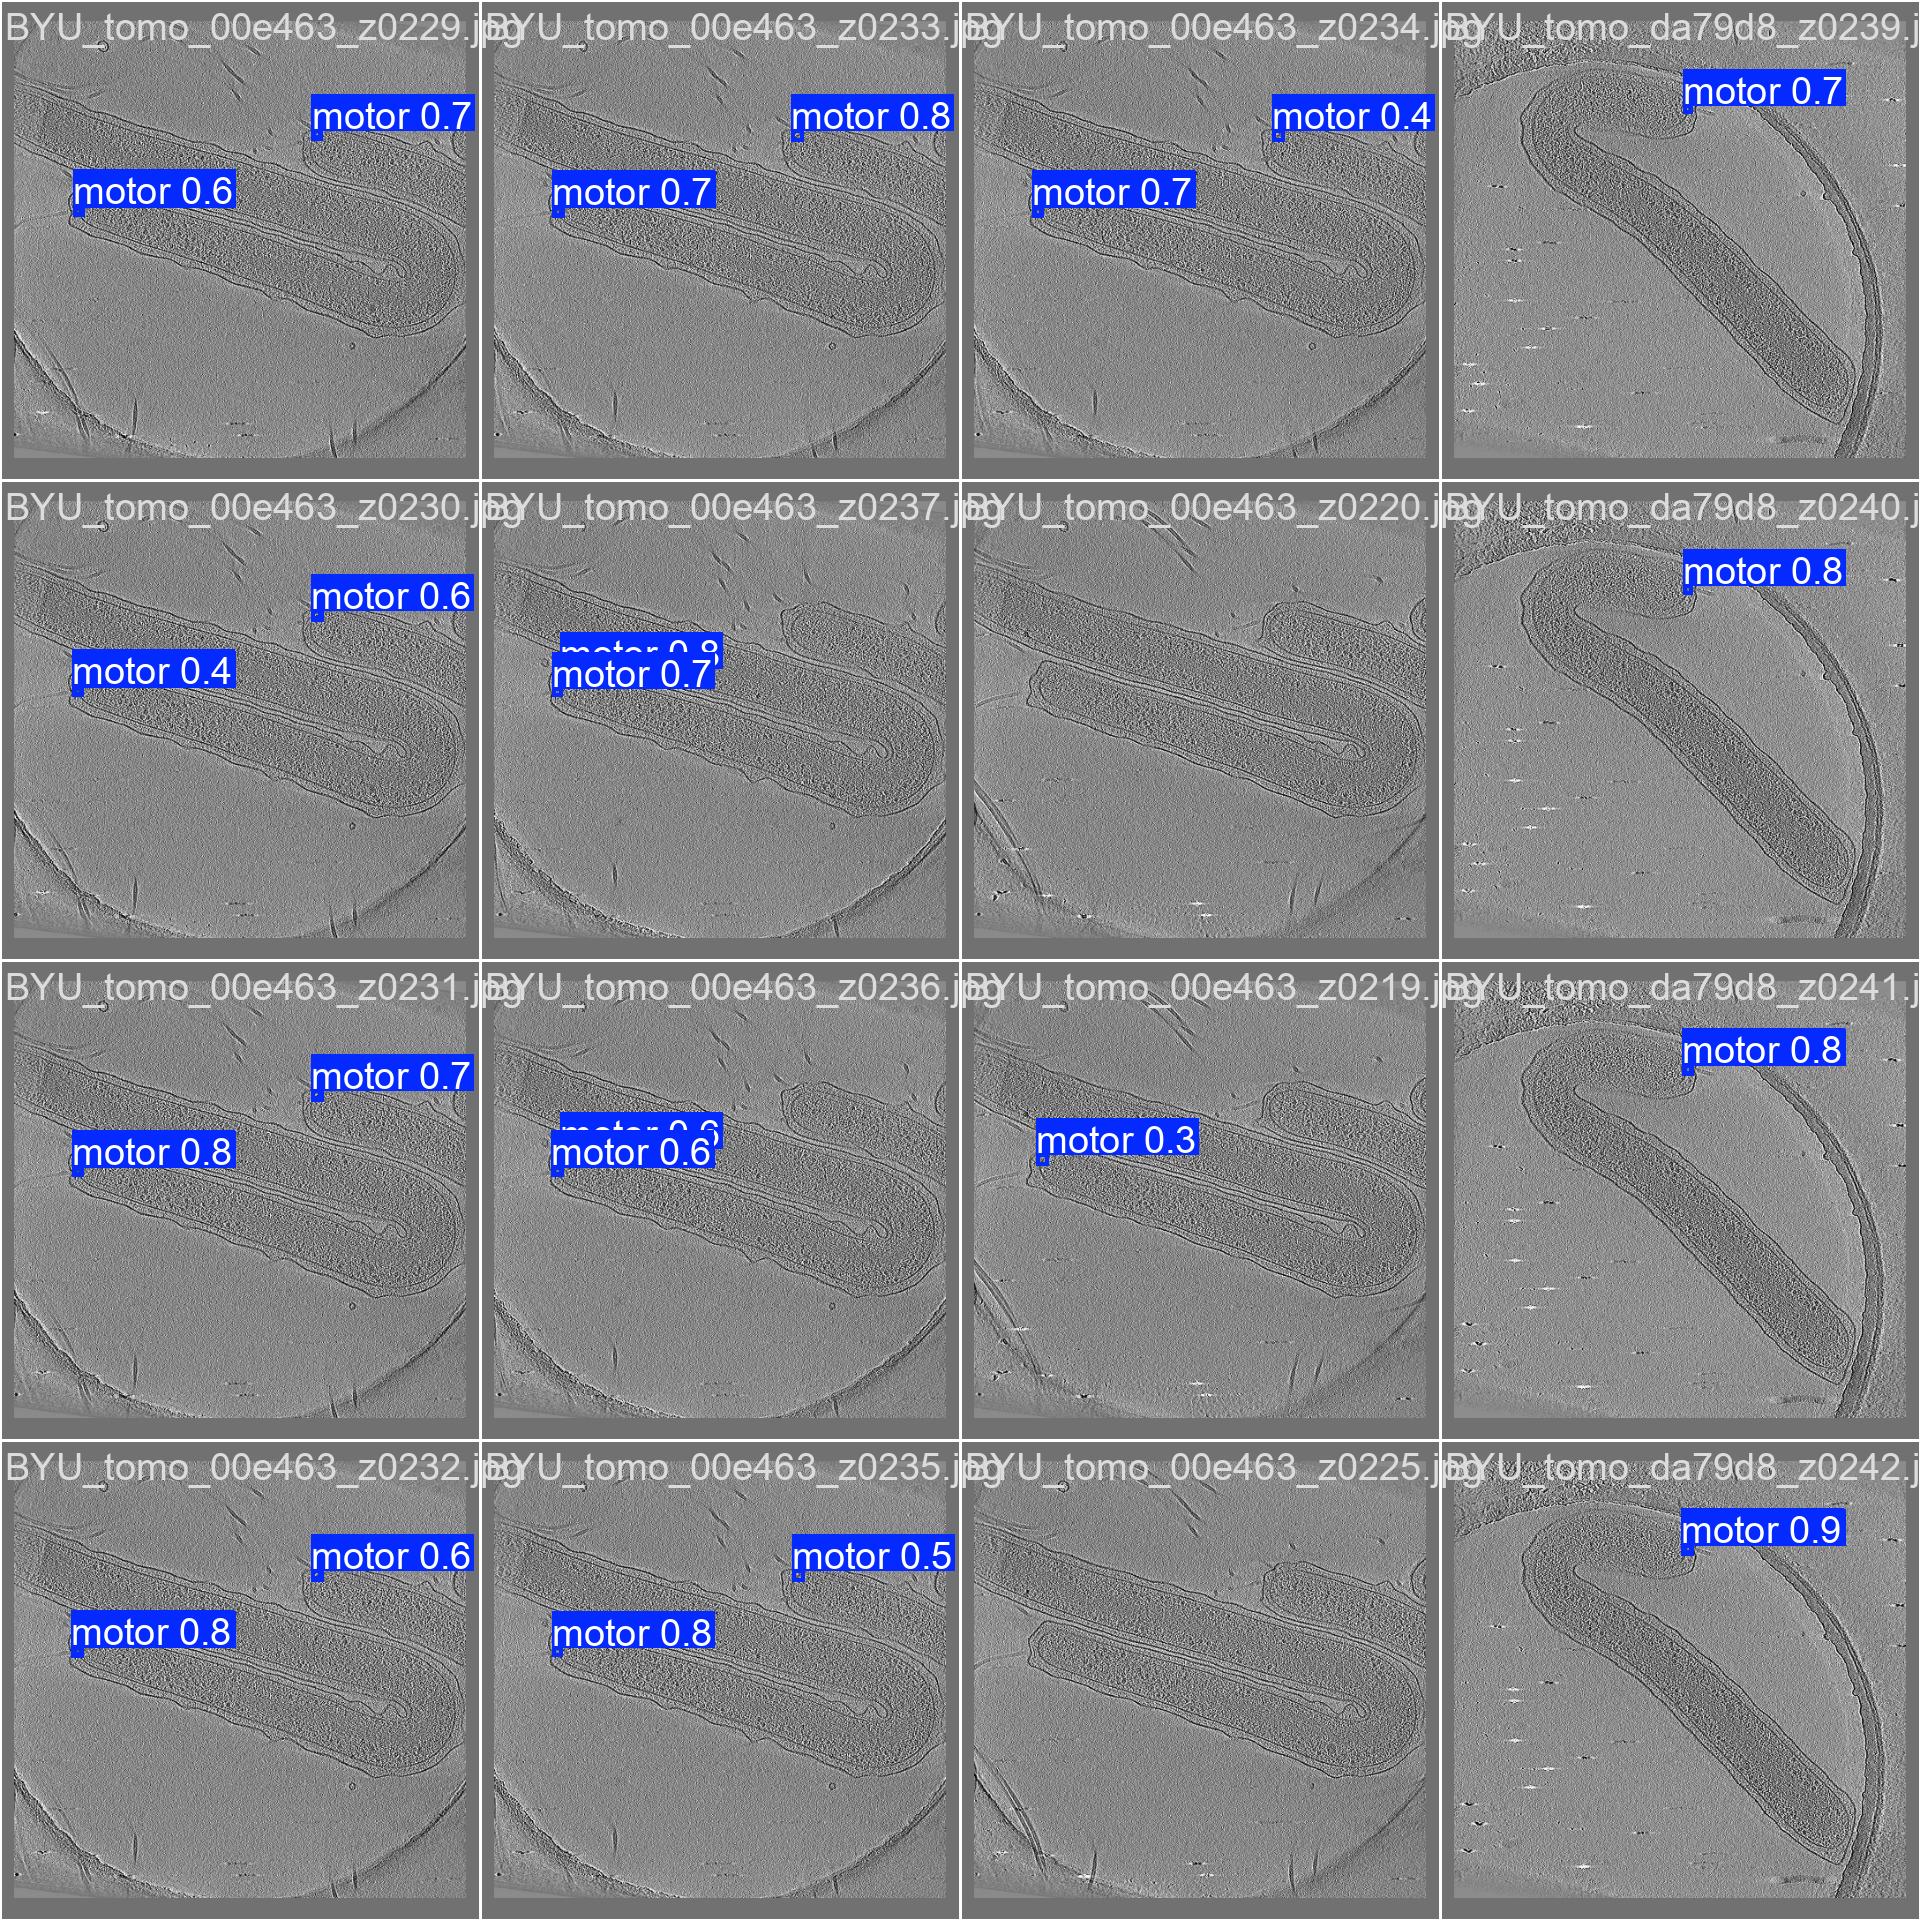 BYU_tomo_00e463_z0229.jpg
motor 0.7
motor 0.6
BYU_tomo_00e463_z0233.jpg
motor 0.8
motor 0.7
BYU_tomo_00e463_z0234.jpg
motor 0.4
motor 0.7
BYU_tomo_da79d8_z0239.j
motor 0.7
BYU_tomo_00e463_z0230.jpg
motor 0.6
motor 0.4
BYU_tomo_00e463_z0237.jpg
motor 0.8
motor 0.7
BYU_tomo_00e463_z0220.jpg
BYU_tomo_da79d8_z0240.j
motor 0.8
BYU_tomo_00e463_z0231.jpg
motor 0.7
motor 0.8
BYU_tomo_00e463_z0236.jpg
motor
motor 0.6
BYU_tomo_00e463_z0219.jpg
motor 0.3
BYU_tomo_da79d8_z0241.j
motor 0.8
BYU_tomo_00e463_z0232.jpg
motor 0.6
motor 0.8
BYU_tomo_00e463_z0235.jpg
motor 0.5
motor 0.8
BYU_tomo_00e463_z0225.jpg
BYU_tomo_da79d8_z0242.j
motor 0.9